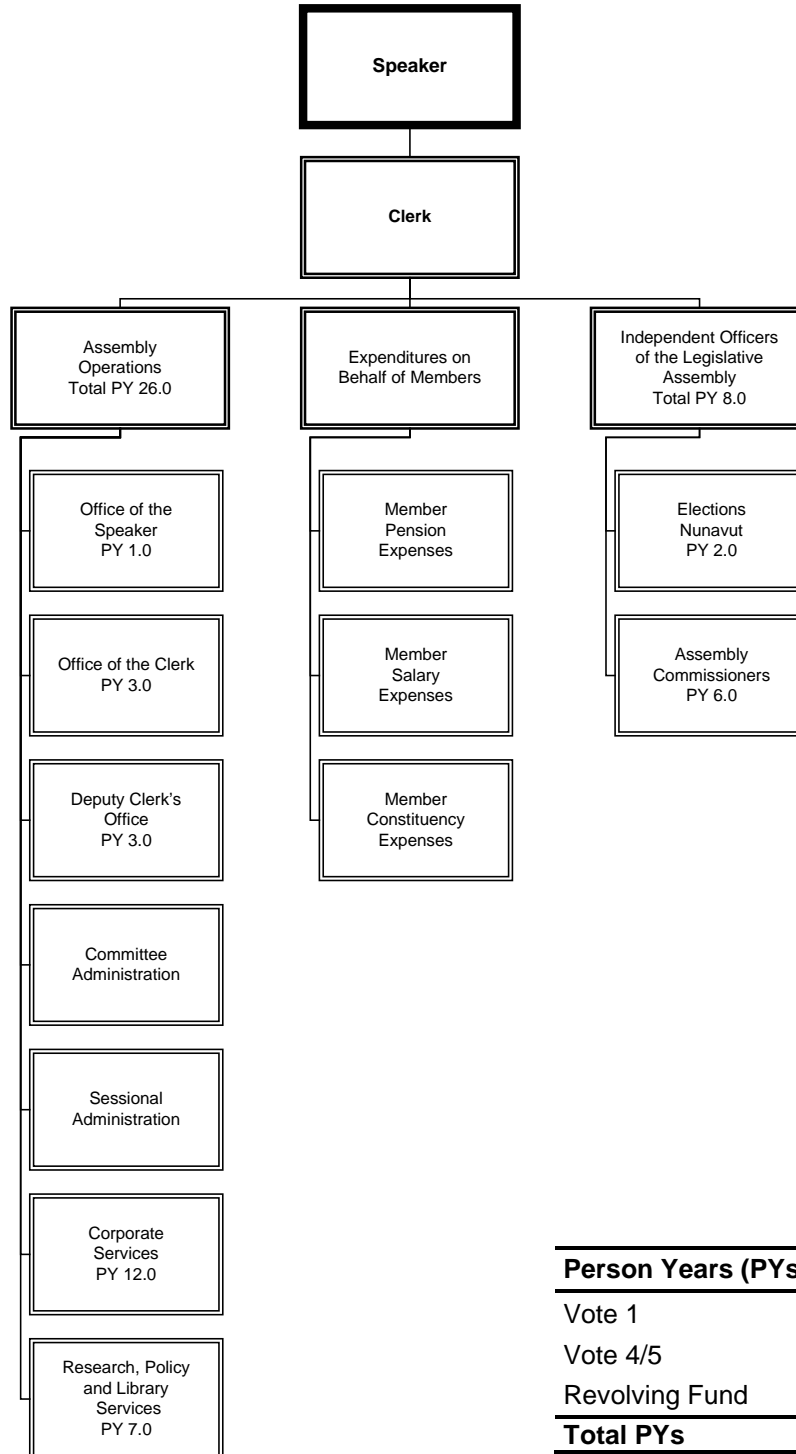 Speaker
Clerk
Assembly
Operations
Total PY 26.0
Expenditures on
Behalf of Members
Independent Officers
of the Legislative
Assembly
Total PY 8.0
Office of the
Speaker
PY 1.0
Member
Pension
Expenses
Elections
Nunavut
PY 2.0
Office of the Clerk
PY 3.0
Member
Salary
Expenses
Assembly
Commissioners
PY 6.0
Deputy Clerk's
Office
PY 3.0
Member
Constituency
Expenses
Committee
Administration
Sessional
Administration
Corporate
Services
PY 12.0
Research, Policy
and Library
Services
PY 7.0
Person Years (PYs
Vote 1
Vote 4/5
Revolving Fund
Total PYs